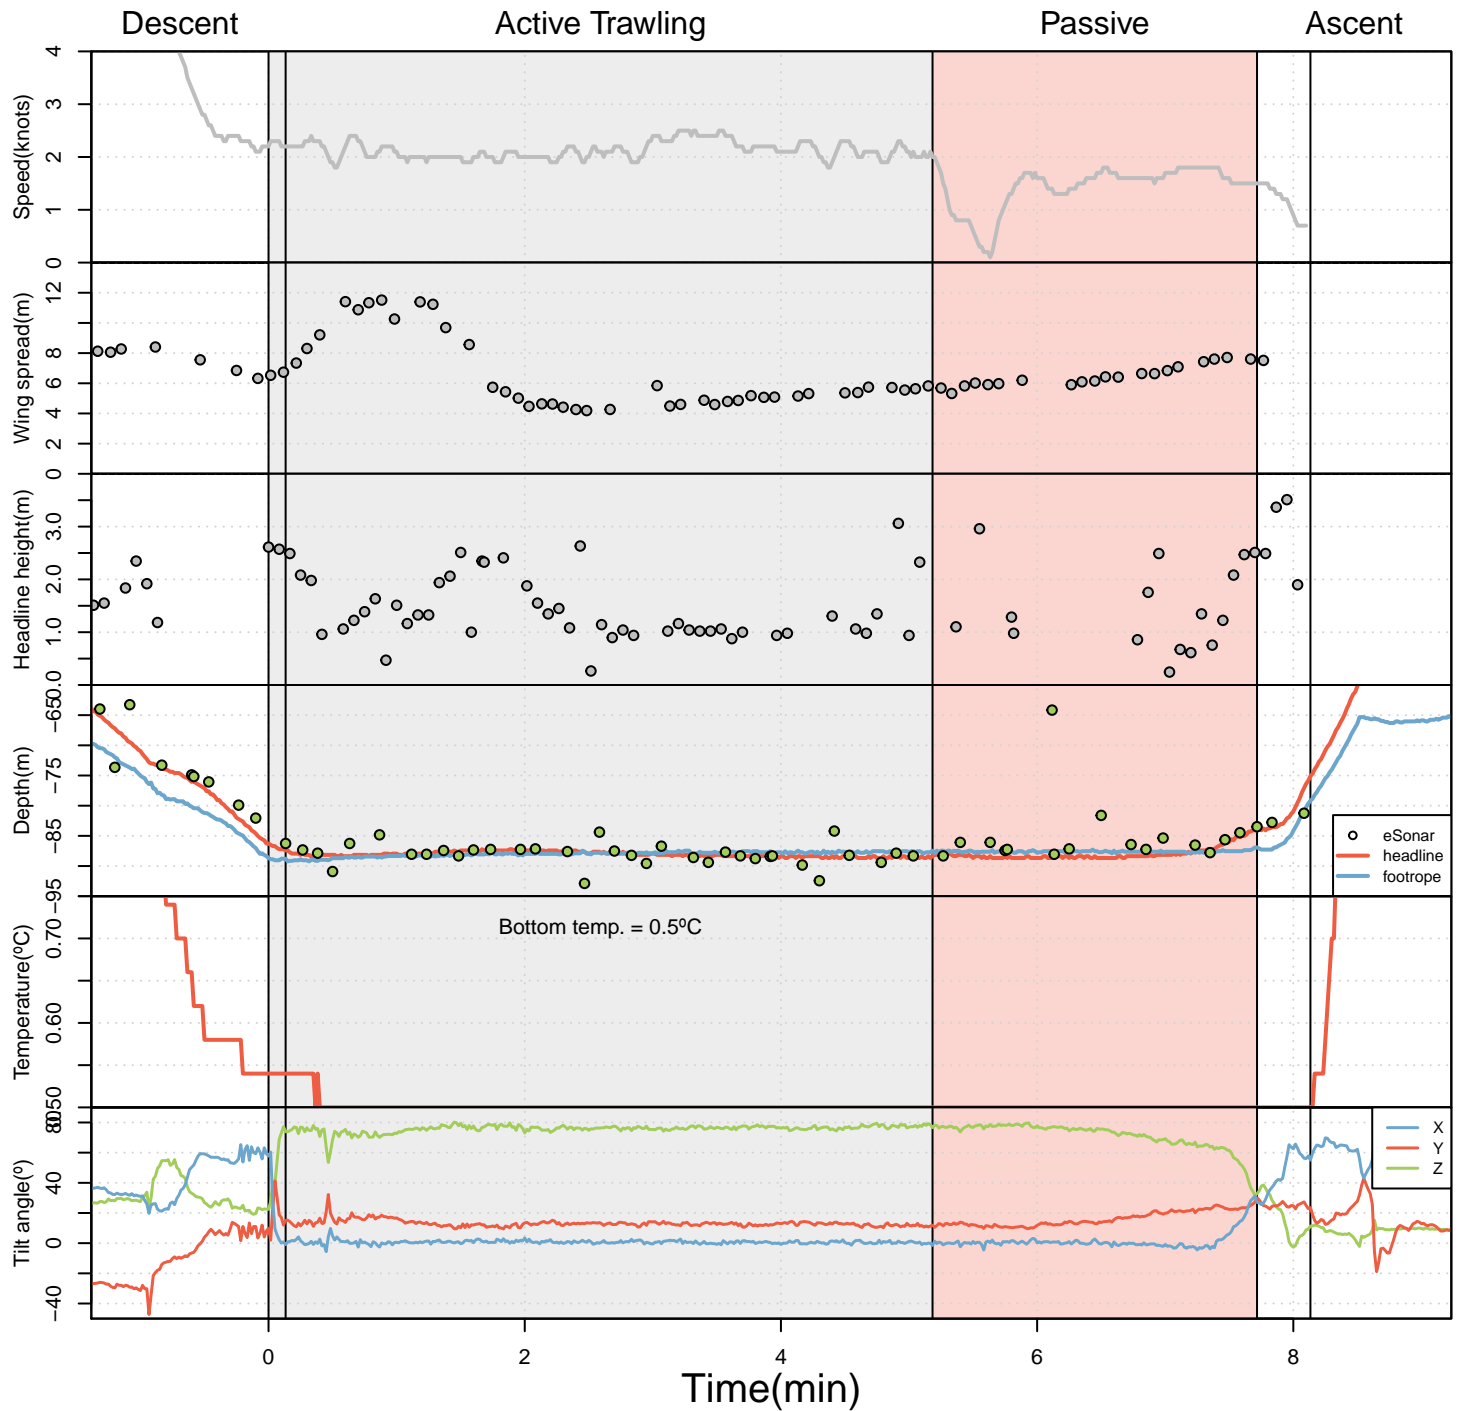 Descent Active Trawling Passive Ascent
Speed(knots)
4
3
2
1
0
Wing spread(m)
12
8
6
4
2
0
Headline height(m)
3.0
2.0
1.0
0.0
Depth(m)
−65
−75
−85
−95
eSonar
headline
footrope
Temperature(ºC)
0.70
0.60
0.50
Bottom temp. = 0.5ºC
Tilt angle(º)
80
40
0
−40
X
Y
Z
0 2 4 6 8
Time(min)